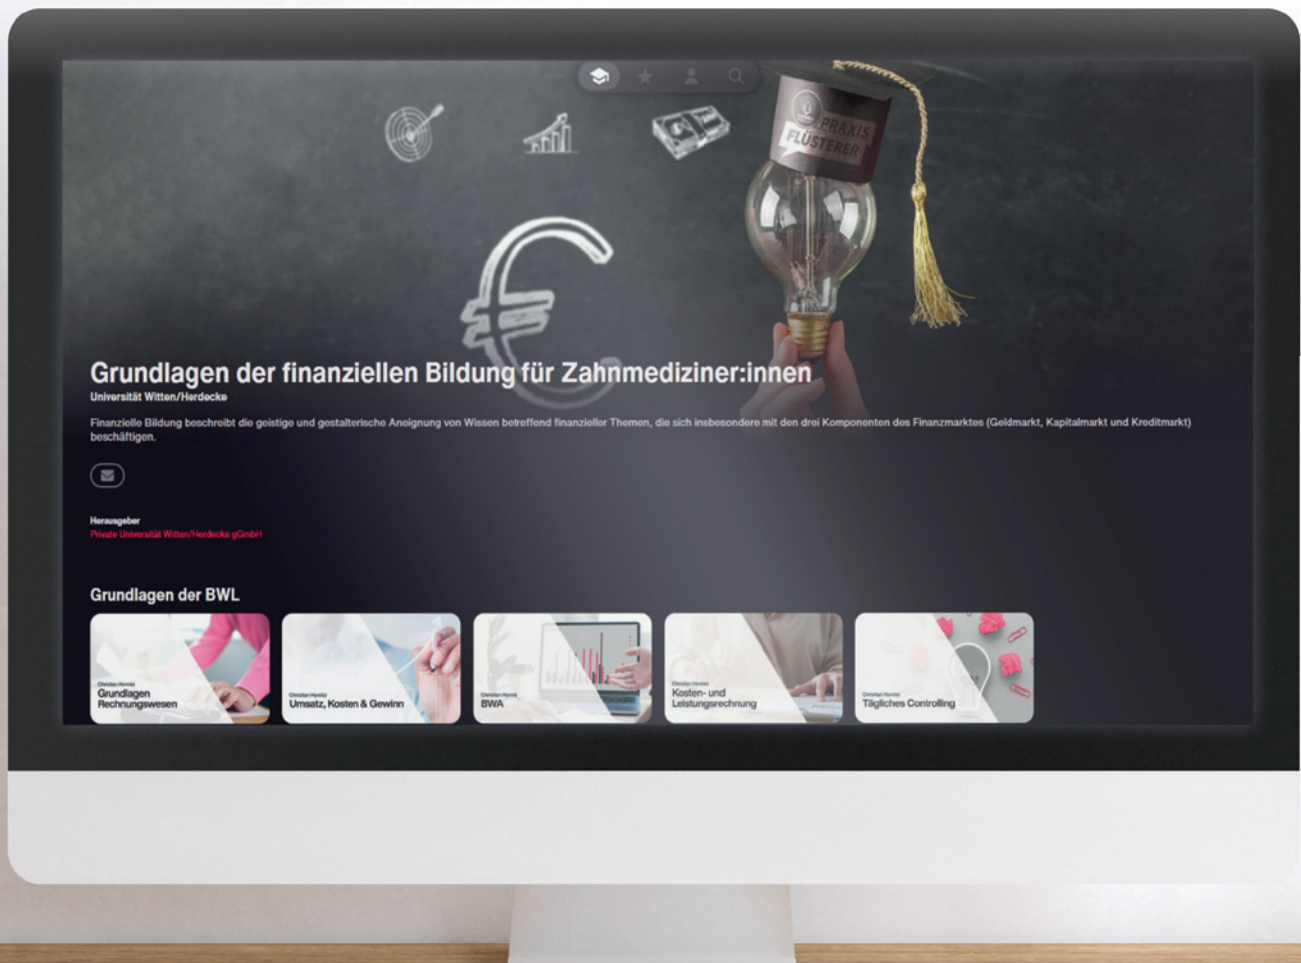 PRAXIS
FLÜSTERER
Grundlagen der finanziellen Bildung für Zahnmediziner:innen
Universität Witten/Herdecke
Finanzielle Bildung beschreibt die geistige und gestalterische Aneignung von Wissen betreffend finanzieller Themen, die sich insbesondere mit den drei Komponenten des Finanzmarktes (Geldmarkt, Kapitalmarkt und Kreditmarkt)
beschäftigen.
Herausgeber
Private Universität Witten/Herdecke gGmbH
Grundlagen der BWL
Grundlagen
Rechnungswesen
Umsatz, Kosten & Gewinn
BWA
Kosten- und
Leistungsrechnung
Tägliches Controlling